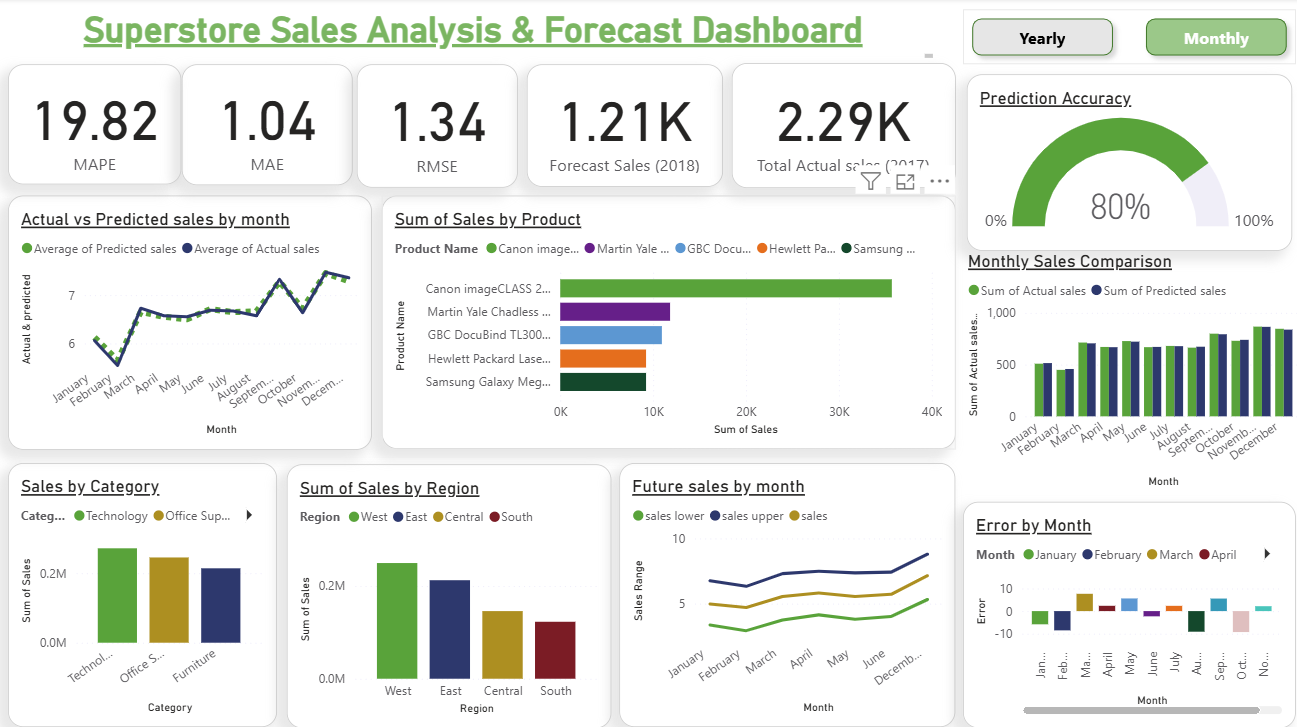 Superstore Sales Analysis & Forecast Dashboard
Yearly
Monthly
19.82
MAPE
1.04
MAE
1.34
RMSE
1.21K
Forecast Sales (2018)
2.29K
Total Actual sales (2017)
Prediction Accuracy
80%
0%
100%
Actual vs Predicted sales by month
Average of Predicted sales Average of Actual sales
Actual & predicted
7
6
January
February
March
April
May
June
July
August
Septem...
October
Novem...
Decem...
Month
Sum of Sales by Product
Product Name Canon image... Martin Yale ... GBC Docu... Hewlett Pa... Samsung ...
Product Name
Canon imageCLASS 2...
Martin Yale Chadless ...
GBC DocuBind TL300...
Hewlett Packard Lase...
Samsung Galaxy Meg...
0K 10K 20K 30K 40K
Sum of Sales
Monthly Sales Comparison
Sum of Actual sales Sum of Predicted sales
Sum of Actual sales...
1,000
500
0
January
February
March
April
May
June
July
August
Septem...
October
Novemb...
December
Month
Sales by Category
Categ... Technology Office Sup...
Sum of Sales
0.2M
0.0M
Technol...
Office S...
Furniture
Category
Sum of Sales by Region
Region West East Central South
Sum of Sales
0.2M
0.0M
West East Central South
Region
Future sales by month
sales lower sales upper sales
Sales Range
10
5
January
February
March
April
May
June
Decemb...
Month
Error by Month
Month January February March April
Error
10
0
-10
Jan...
Feb...
Ma...
April
May
June
July
Au...
Sep...
Oct...
No...
Month